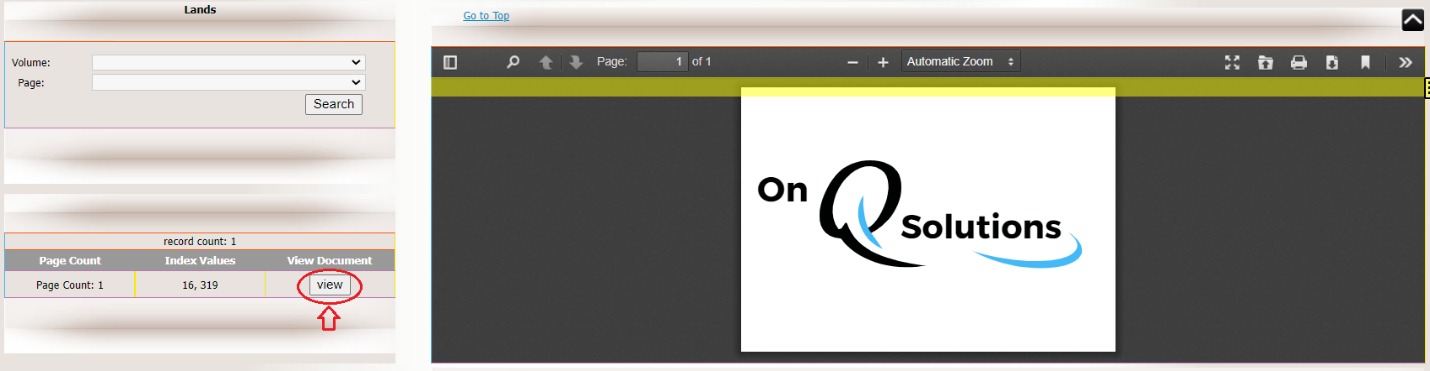 Lands
Volume:
Page:
Search
record count: 1
Page Count Index Values View Document
Page Count: 1 16, 319 view
Go to Top
Page: 1 of 1 Automatic Zoom
On
Q
Solutions